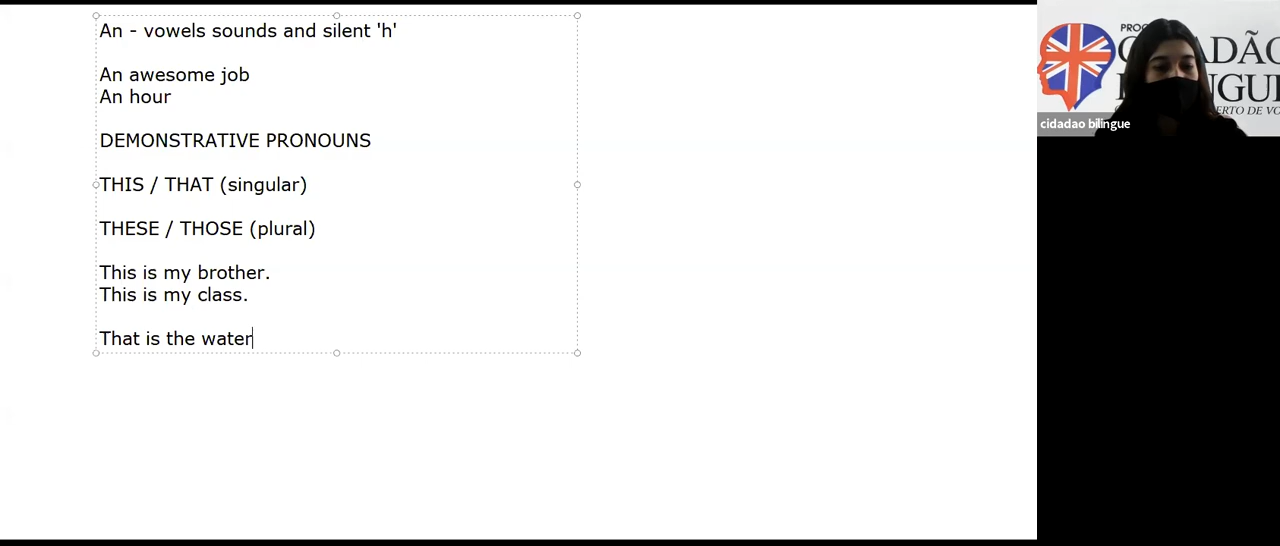 An - vowels sounds and silent 'h'
An awesome job
An hour
DEMONSTRATIVE PRONOUNS
THIS / THAT (singular)
THESE / THOSE (plural)
This is my brother.
This is my class.
That is the water
cidadao bilingue